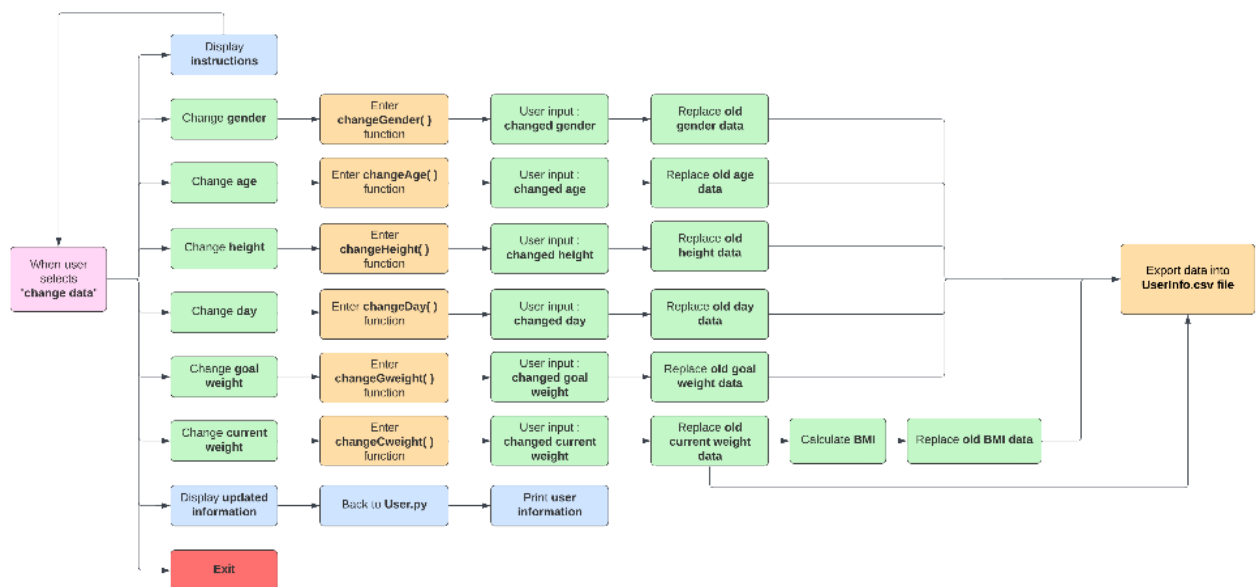 Display
instructions
Change gender
Enter
changeGender( )
function
User input :
changed gender
Replace old
gender data
Change age
Enter changeAge( )
function
User input :
changed age
Replace old age
data
When user
selects
"change data"
Change height
Enter
changeHeight( )
function
User input :
changed height
Replace old
height data
Export data into
UserInfo.csv file
Change day
Enter changeDay( )
function
User input :
changed day
Replace old day
data
Change goal
weight
Enter
changeGweight( )
function
User input :
changed goal
weight
Replace old goal
weight data
Change current
weight
Enter
changeCweight( )
function
User input :
changed current
weight
Replace old
current weight
data
Calculate BMI
Replace old BMI data
Display updated
information
Back to User.py
Print user
information
Exit